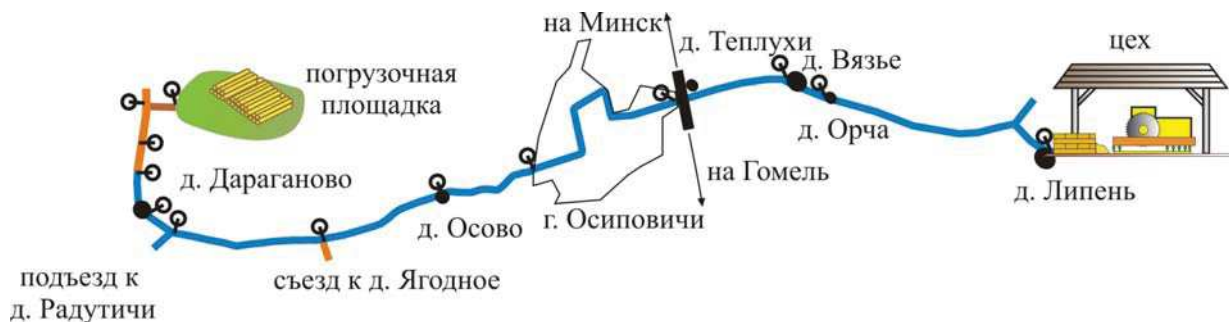 на Минск
д. Теплухи
д. Вязье
цех
погрузочная
площадка
д. Орча
д. Дараганово
на Гомель
д. Липень
д. Осово
г. Осиповичи
подъезд к
д. Радутичи
съезд к д. Ягодное